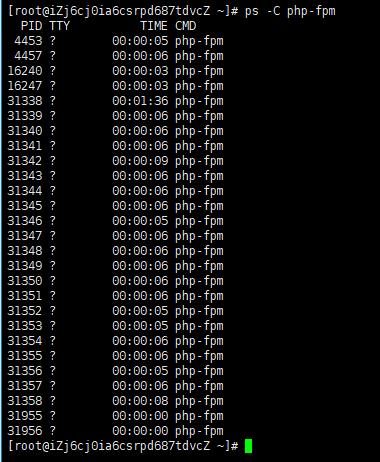 [root@iZj6cj0ia6csrpd687tdvcZ ~]# ps -C php-fpm
PID TTY TIME CMD
4453 ? 00:00:05 php-fpm
4457 ? 00:00:06 php-fpm
16240 ? 00:00:03 php-fpm
16247 ? 00:00:03 php-fpm
31338 ? 00:01:36 php-fpm
31339 ? 00:00:06 php-fpm
31340 ? 00:00:06 php-fpm
31341 ? 00:00:06 php-fpm
31342 ? 00:00:09 php-fpm
31343 ? 00:00:06 php-fpm
31344 ? 00:00:06 php-fpm
31345 ? 00:00:06 php-fpm
31346 ? 00:00:05 php-fpm
31347 ? 00:00:06 php-fpm
31348 ? 00:00:06 php-fpm
31349 ? 00:00:06 php-fpm
31350 ? 00:00:06 php-fpm
31351 ? 00:00:06 php-fpm
31352 ? 00:00:05 php-fpm
31353 ? 00:00:05 php-fpm
31354 ? 00:00:06 php-fpm
31355 ? 00:00:06 php-fpm
31356 ? 00:00:05 php-fpm
31357 ? 00:00:06 php-fpm
31358 ? 00:00:08 php-fpm
31955 ? 00:00:00 php-fpm
31956 ? 00:00:00 php-fpm
[root@iZj6cj0ia6csrpd687tdvcZ ~]#